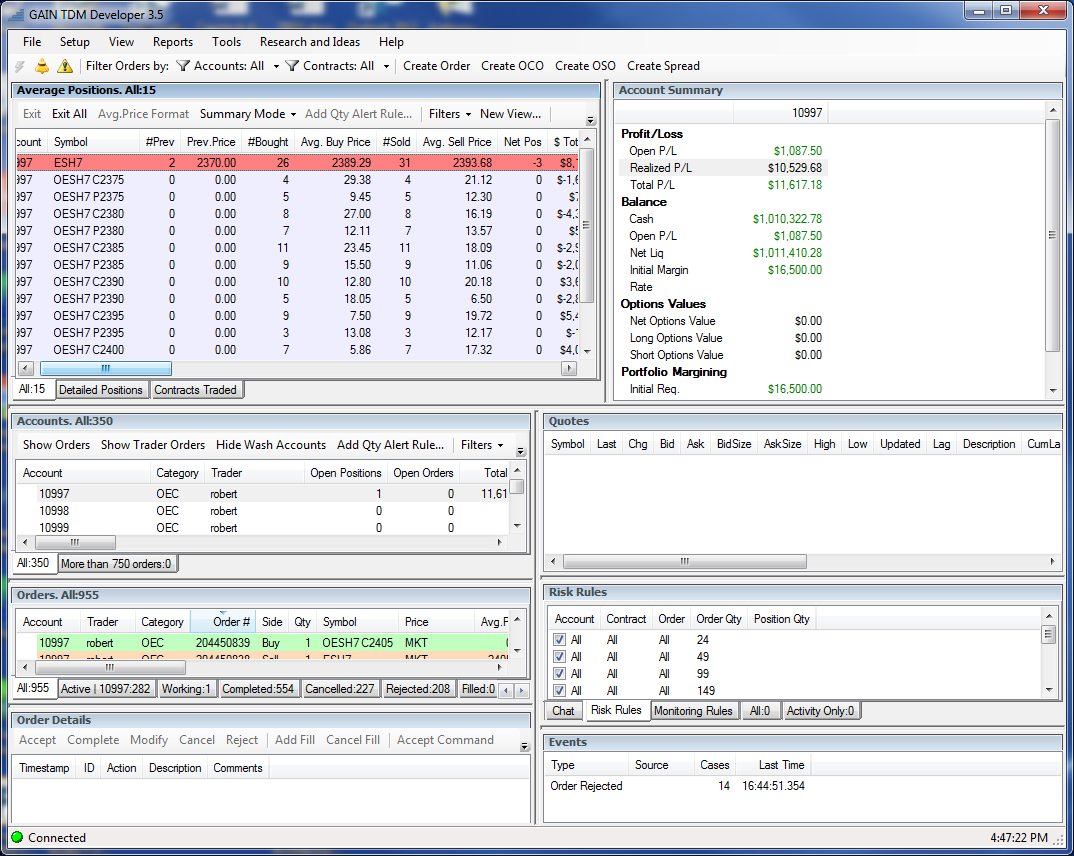 GAIN TDM Developer 3.5
File Setup View Reports Tools Research and Ideas Help
Filter Orders by: Accounts: All Contracts: All Create Order Create OCO Create OSO Create Spread
Average Positions. All:15
Exit Exit All Avg.Price Format Summary Mode Add Qty Alert Rule... Filters New View...
count Symbol #Prev Prev.Price #Bought Avg. Buy Price #Sold Avg. Sell Price Net Pos $ Tot
997 ESH7 2 2370.00 26 2389.29 31 2393.68 -3 $8,
997 OESH7 C2375 0 0.00 4 29.38 4 21.12 0 $-1,6
997 OESH7 P2375 0 0.00 5 9.45 5 12.30 0 $7
997 OESH7 C2380 0 0.00 8 27.00 8 16.19 0 $-4,3
997 OESH7 P2380 0 0.00 7 12.11 7 13.57 0 $5
997 OESH7 C2385 0 0.00 11 23.45 11 18.09 0 $-2,9
997 OESH7 P2385 0 0.00 9 15.50 9 11.06 0 $-2,0
997 OESH7 C2390 0 0.00 10 12.80 10 20.18 0 $3,6
997 OESH7 P2390 0 0.00 5 18.05 5 6.50 0 $-2,8
997 OESH7 C2395 0 0.00 9 7.50 9 19.72 0 $5,4
997 OESH7 P2395 0 0.00 3 13.08 3 12.17 0 $-
997 OESH7 C2400 0 0.00 7 5.86 7 17.32 0 $4,0
All:15 Detailed Positions Contracts Traded
Account Summary
10997
Profit/Loss
Open P/L $1,087.50
Realized P/L $10,529.68
Total P/L $11,617.18
Balance
Cash $1,010,322.78
Open P/L $1,087.50
Net Liq $1,011,410.28
Initial Margin $16,500.00
Rate
Options Values
Net Options Value $0.00
Long Options Value $0.00
Short Options Value $0.00
Portfolio Margining
Initial Req. $16,500.00
Accounts. All:350
Show Orders Show Trader Orders Hide Wash Accounts Add Qty Alert Rule... Filters
Account Category Trader Open Positions Open Orders Total
10997 OEC robert 1 0 11,61
10998 OEC robert 0 0
10999 OEC robert 0 0
All:350 More than 750 orders:0
Quotes
Symbol Last Chg Bid Ask BidSize AskSize High Low Updated Lag Description CumLa
Orders. All:955
Account Trader Category Order # Side Qty Symbol Price Avg.F
10997 robert OEC 204450839 Buy 1 OESH7 C2405 MKT
10997 robert OEC 204450838 Sell 1 ESH7 MKT
All:955 Active | 10997:282 Working:1 Completed:554 Cancelled:227 Rejected:208 Filled:0
Risk Rules
Account Contract Order Order Qty Position Qty
All All All 24
All All All 49
All All All 99
All All All 149
Chat Risk Rules Monitoring Rules All:0 Activity Only:0
Order Details
Accept Complete Modify Cancel Reject Add Fill Cancel Fill Accept Command
Timestamp ID Action Description Comments
Events
Type Source Cases Last Time
Order Rejected 14 16:44:51.354
Connected 4:47:22 PM